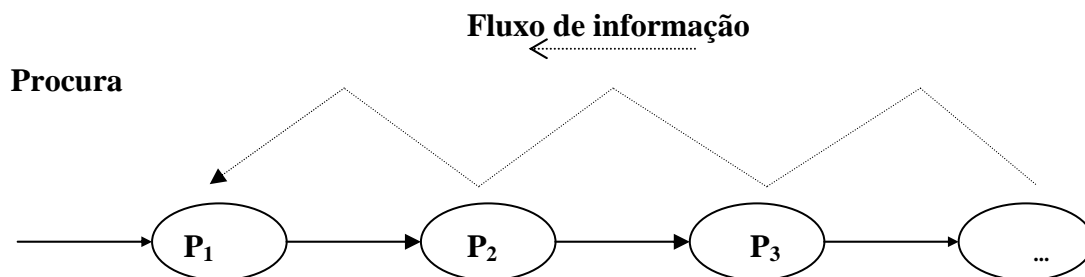 Fluxo de informação
Procura
P1 P2 P3 ...